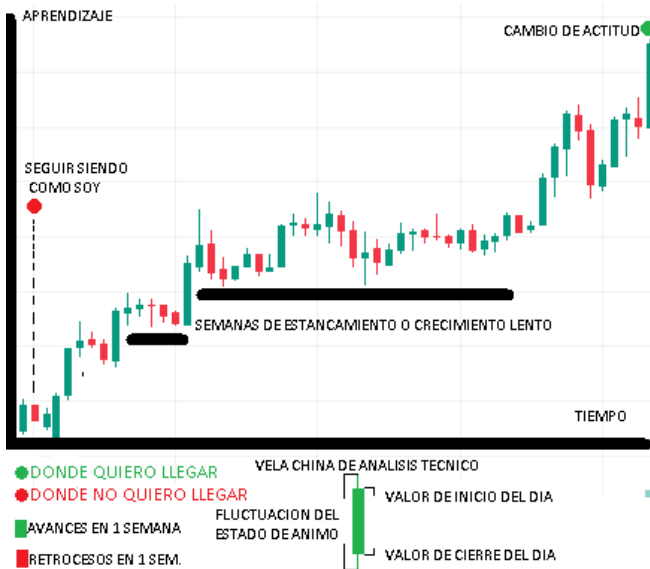 APRENDIZAJE
CAMBIO DE ACTITUD
SEGUIR SIENDO
COMO SOY
SEMANAS DE ESTANCAMIENTO O CRECIMIENTO LENTO
TIEMPO
DONDE QUIERO LLEGAR
DONDE NO QUIERO LLEGAR
AVANCES EN 1 SEMANA
RETROCESOS EN 1 SEM.
VELA CHINA DE ANALISIS TECNICO
VALOR DE INICIO DEL DIA
FLUCTUACION DEL
ESTADO DE ANIMO
VALOR DE CIERRE DEL DIA